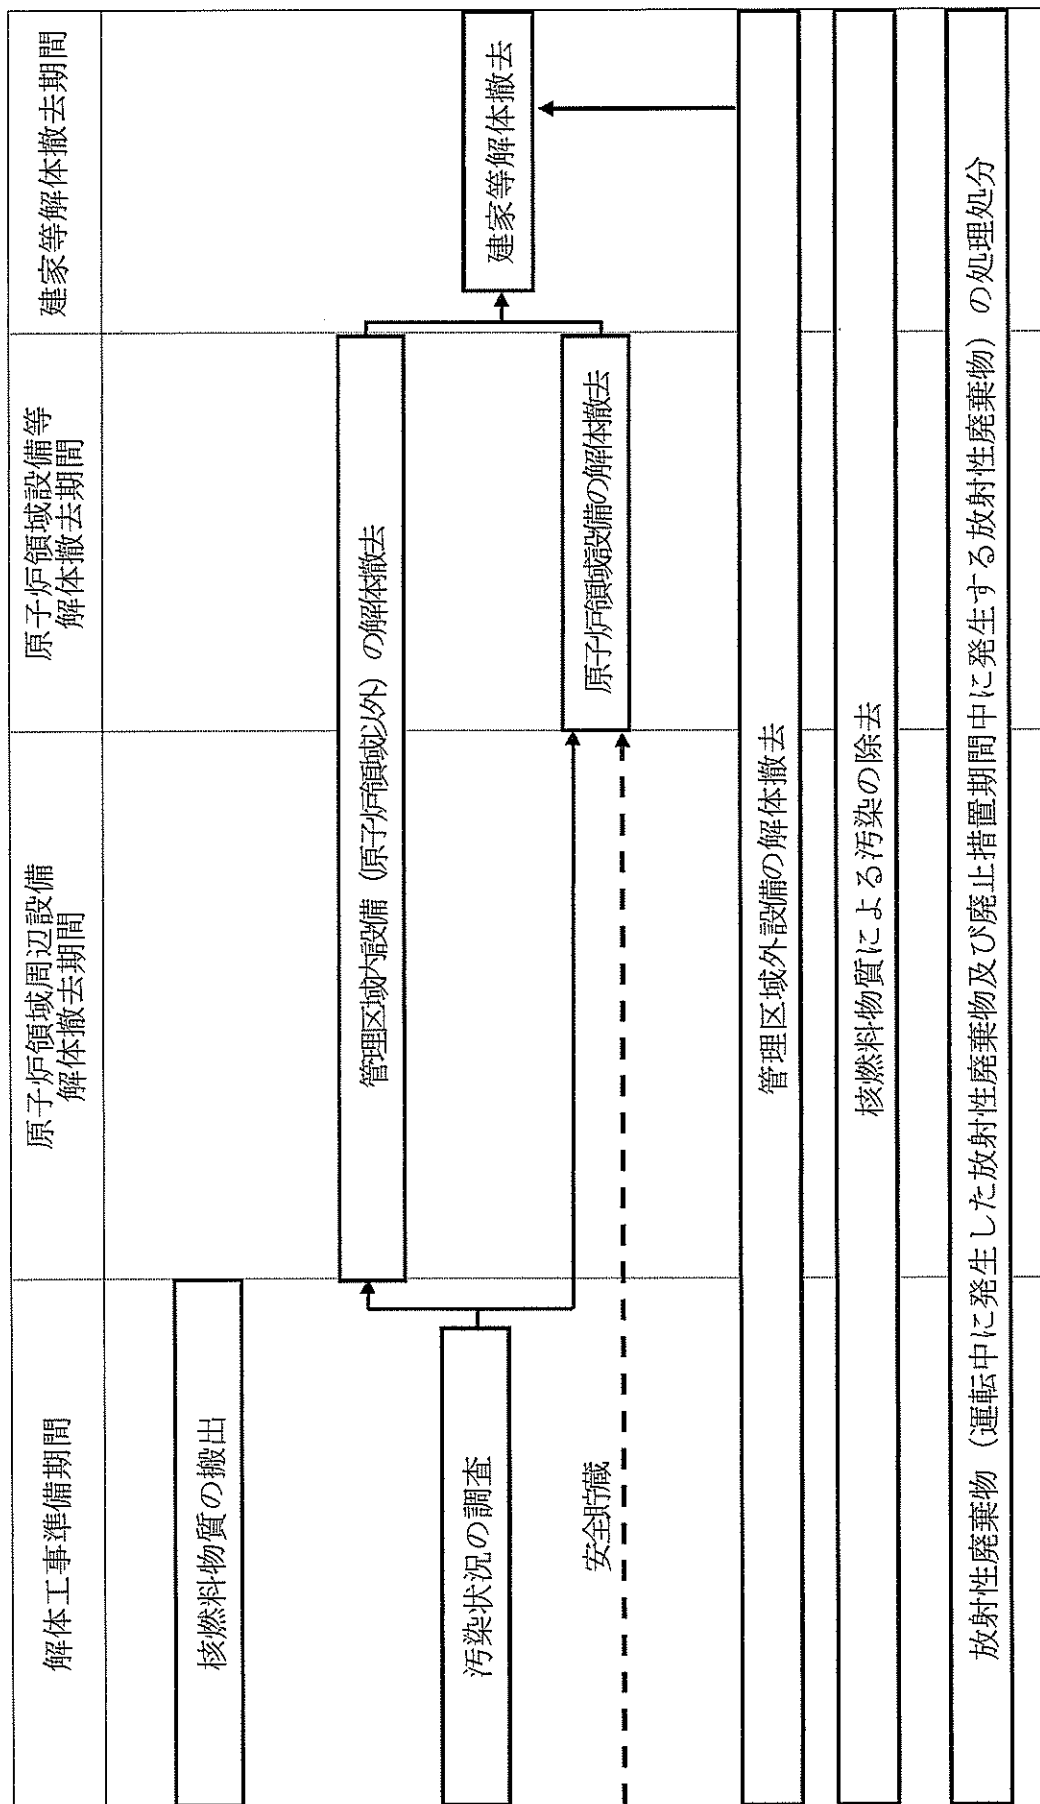 解体工事準備期間
原子炉領域周辺設備
解体撤去期間
原子炉領域設備等
解体撤去期間
建家等解体撤去期間
核燃料物質の搬出
管理区域内設備(原子炉領域以外)の解体撤去
汚染状況の調査
建家等解体撤去
安全貯蔵
原子炉領域設備の解体撤去
管理区域外設備の解体撤去
核燃料物質による汚染の除去
放射性廃棄物(運転中に発生した放射性廃棄物及び廃止措置期間中に発生する放射性廃棄物)の処理処分